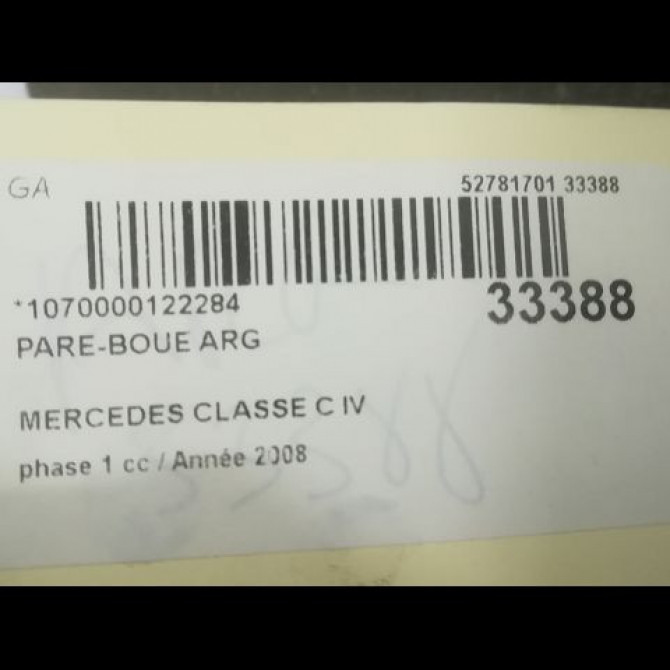 GA
52781701 33388
*1070000122284
33388
PARE-BOUE ARG
MERCEDES CLASSE C IV
phase 1 cc / Année 2008